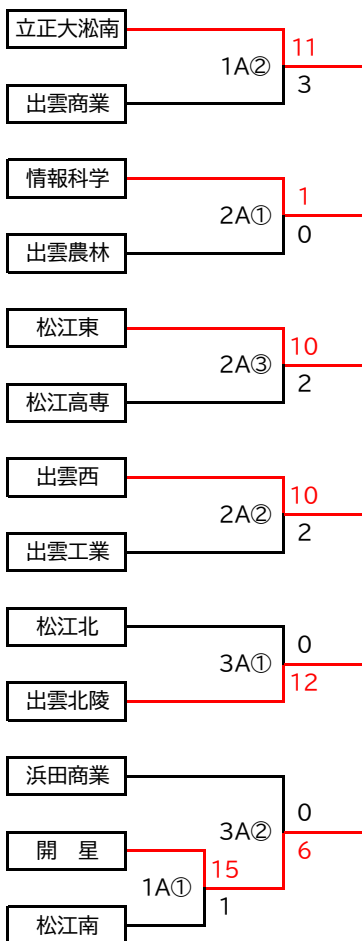 立正大淞南
11
1A②
3
出雲商業
情報科学
1
2A①
0
出雲農林
松江東
10
2A③
2
松江高専
出雲西
10
2A②
2
出雲工業
松江北
0
3A①
12
出雲北陵
浜田商業
0
3A②
6
開　星
15
1A①
1
松江南